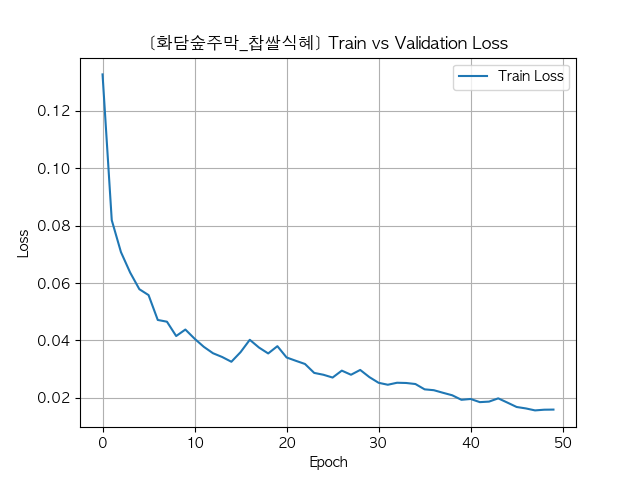 [화담숲주막_찹쌀식혜] Train vs Validation Loss
Train Loss
Loss
0.12
0.10
0.08
0.06
0.04
0.02
0 10 20 30 40 50
Epoch